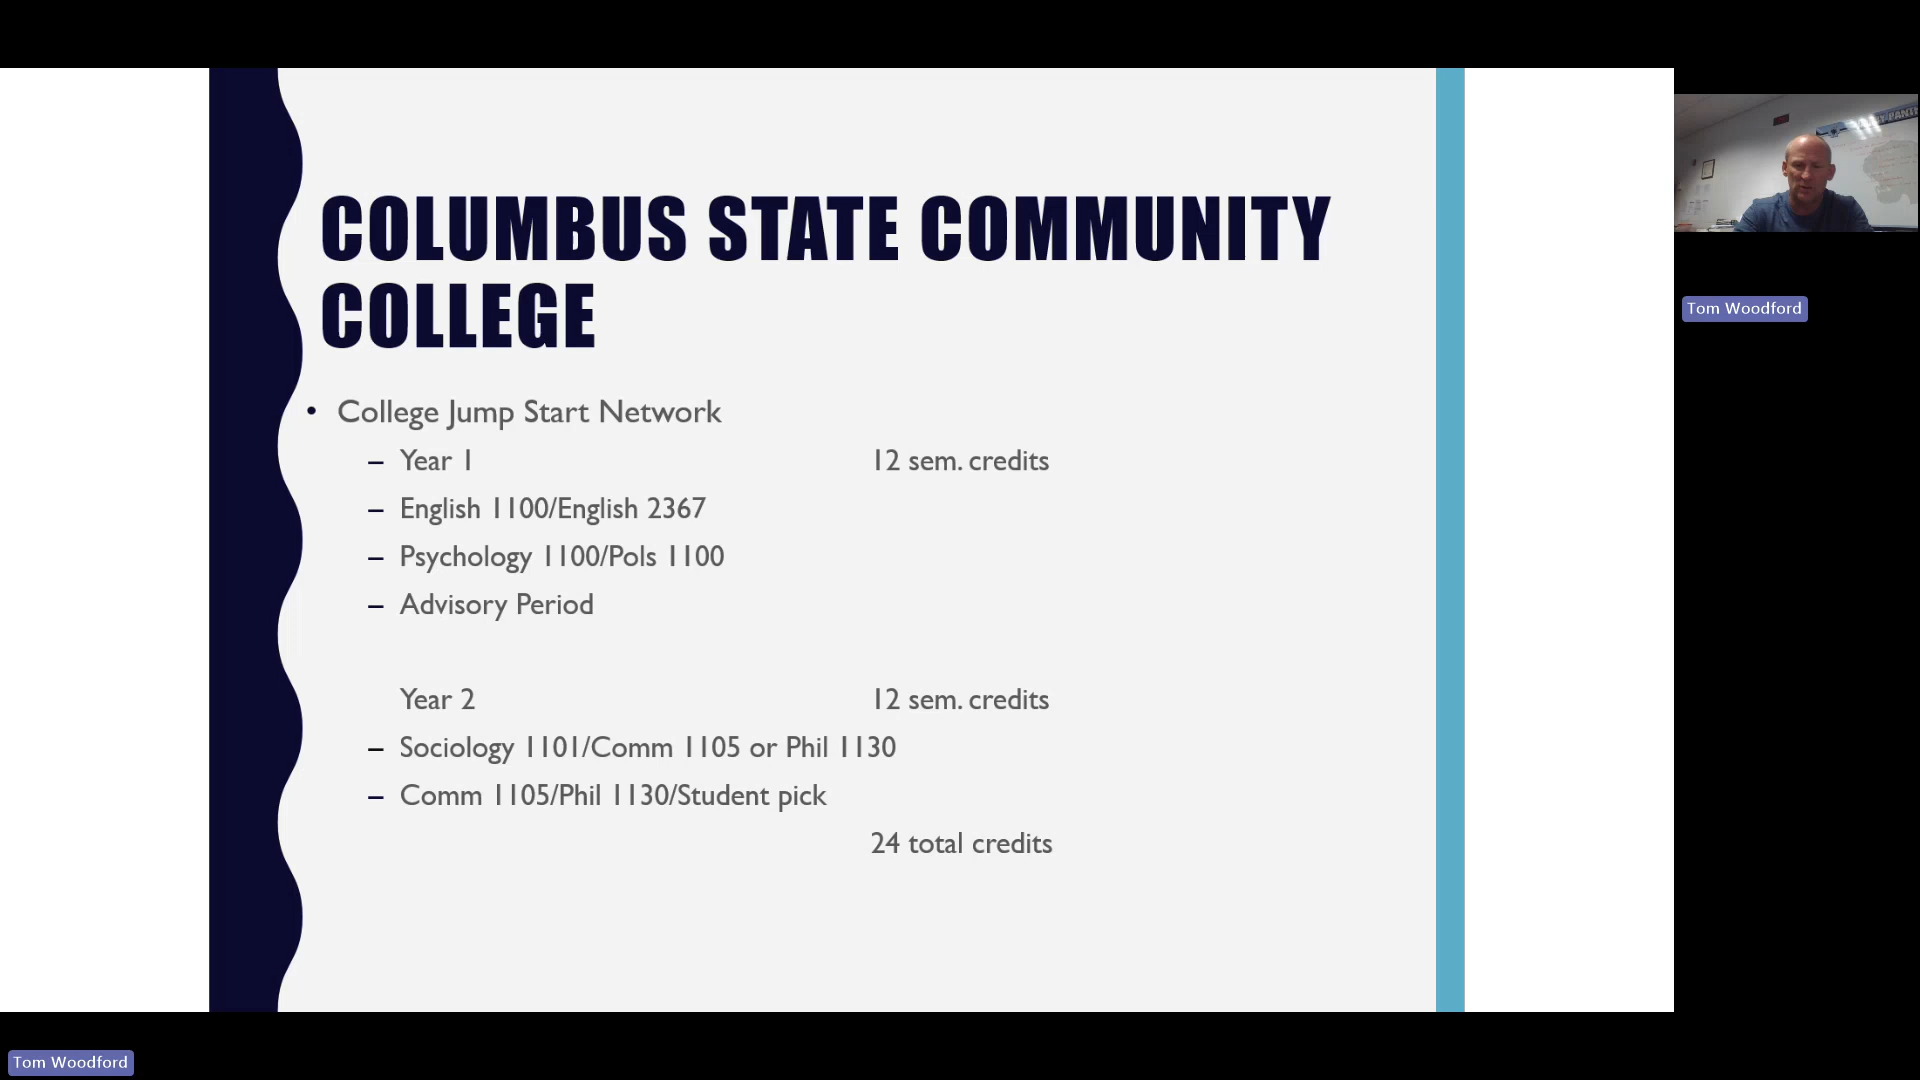 COLUMBUS STATE COMMUNITY
COLLEGE
• College Jump Start Network
– Year 1 12 sem. credits
– English 1100/English 2367
– Psychology 1100/Pols 1100
– Advisory Period
Year 2 12 sem. credits
– Sociology 1101/Comm 1105 or Phil 1130
– Comm 1105/Phil 1130/Student pick
24 total credits
Tom Woodford
Tom Woodford